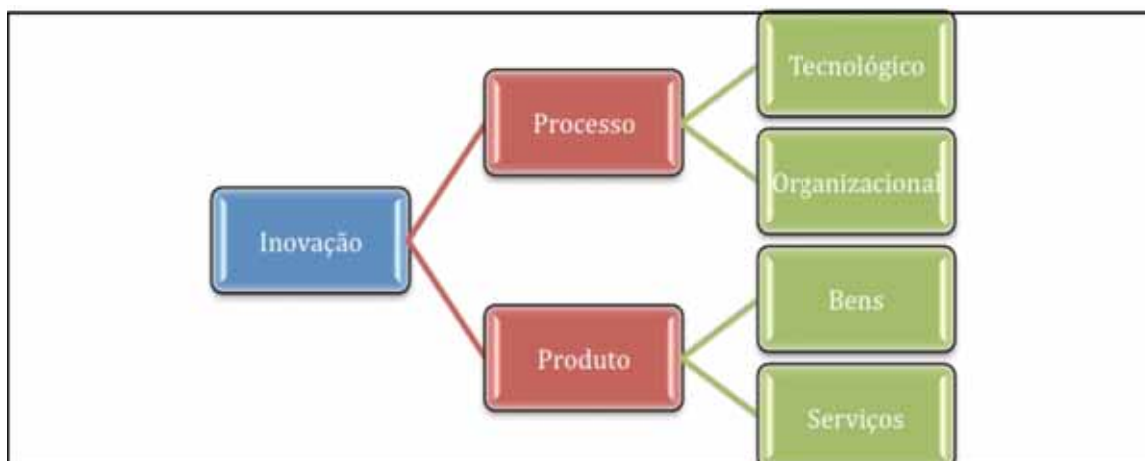 Inovação
Processo
Tecnológico
Organizacional
Produto
Bens
Serviços